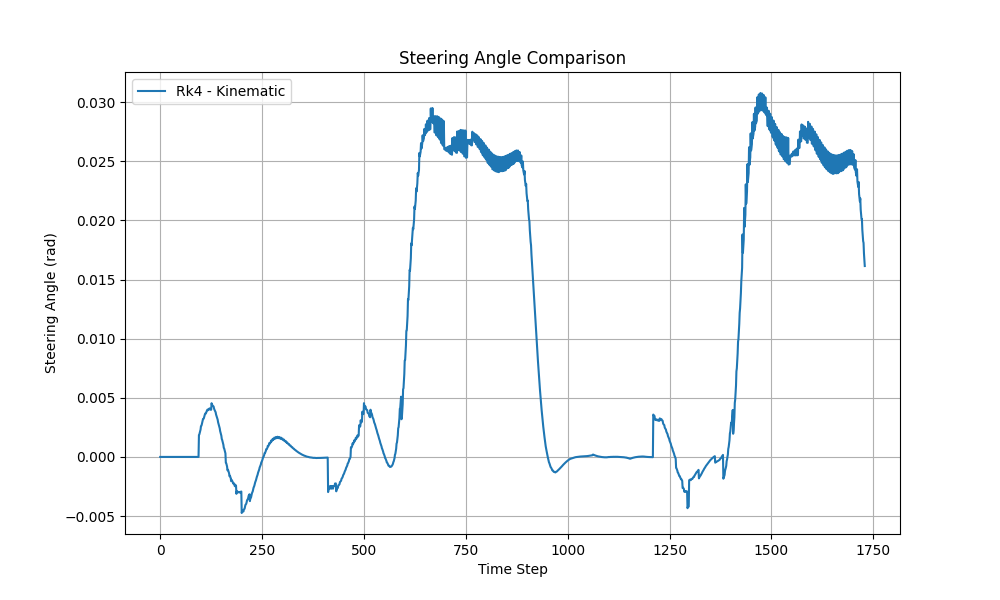 Steering Angle Comparison
Rk4 - Kinematic
Steering Angle (rad)
0.030
0.025
0.020
0.015
0.010
0.005
0.000
−0.005
0 250 500 750 1000 1250 1500 1750
Time Step